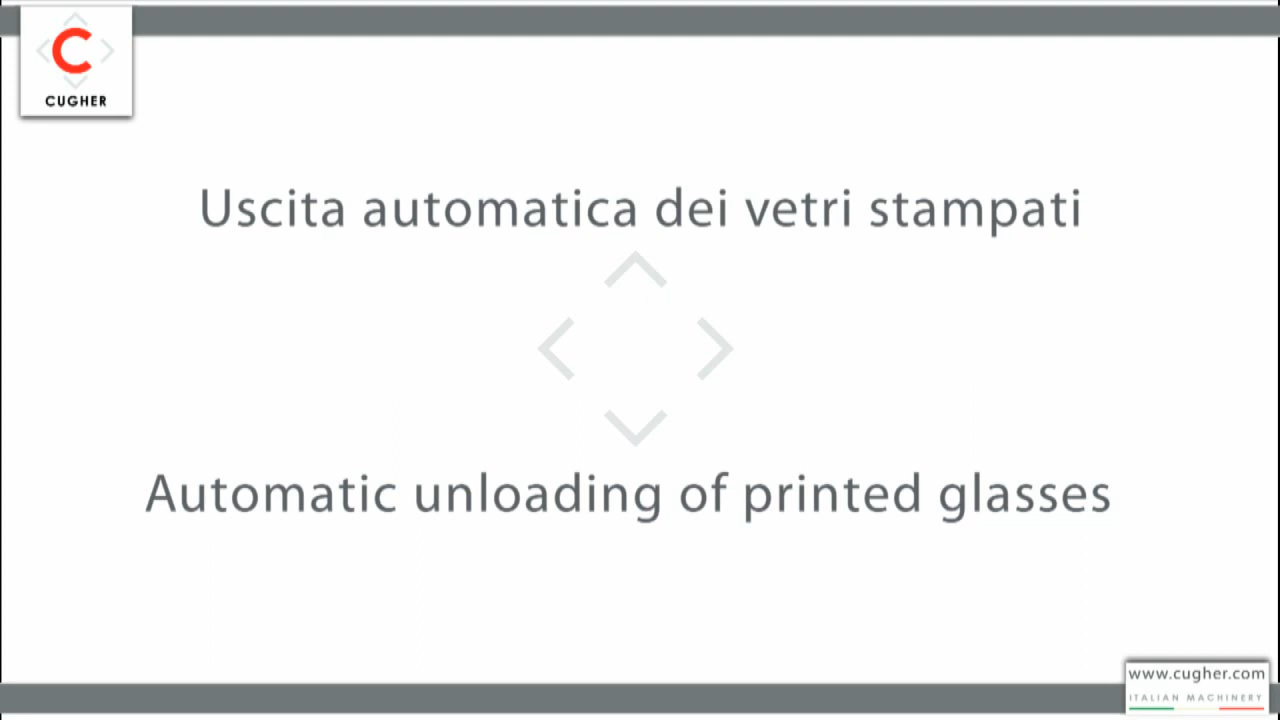 C
CUGHER
Uscita automatica dei vetri stampati
Automatic unloading of printed glasses
www.cugher.com
ITALIAN MACHINERY